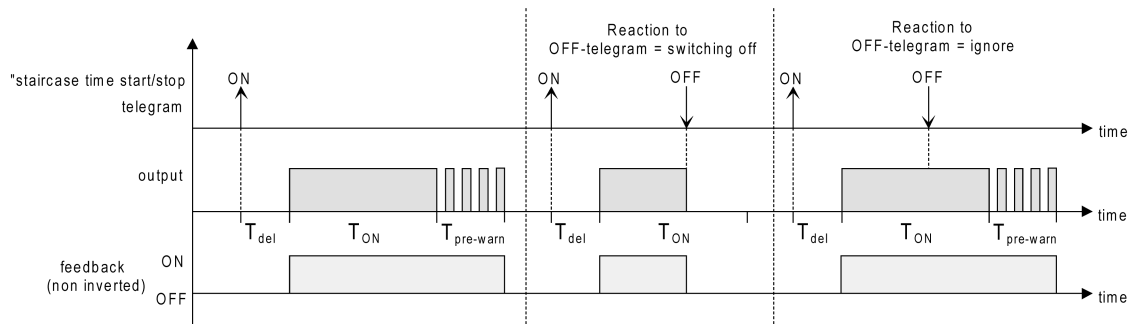 Reaction to
OFF-telegram = switching off
Reaction to
OFF-telegram = ignore
"staircase time start/stop
telegram
ON
ON
OFF
ON
OFF
time
output
time
T del
T ON
T pre-warn
T del
T ON
T del
T ON
T pre-warn
feedback
(non inverted)
ON
OFF
time